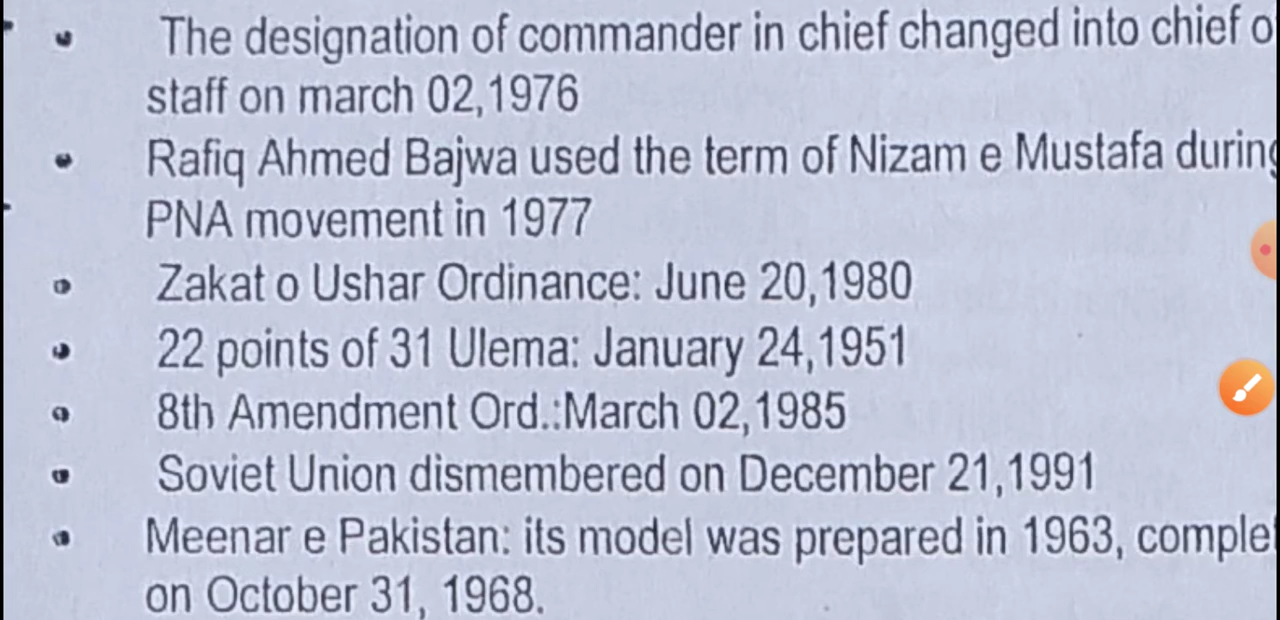 The designation of commander in chief changed into chief o
staff on march 02,1976
Rafiq Ahmed Bajwa used the term of Nizam e Mustafa during
PNA movement in 1977
Zakat o Ushar Ordinance: June 20,1980
22 points of 31 Ulema: January 24,1951
8th Amendment Ord.:March 02,1985
Soviet Union dismembered on December 21,1991
Meenar e Pakistan: its model was prepared in 1963, comple
on October 31, 1968.